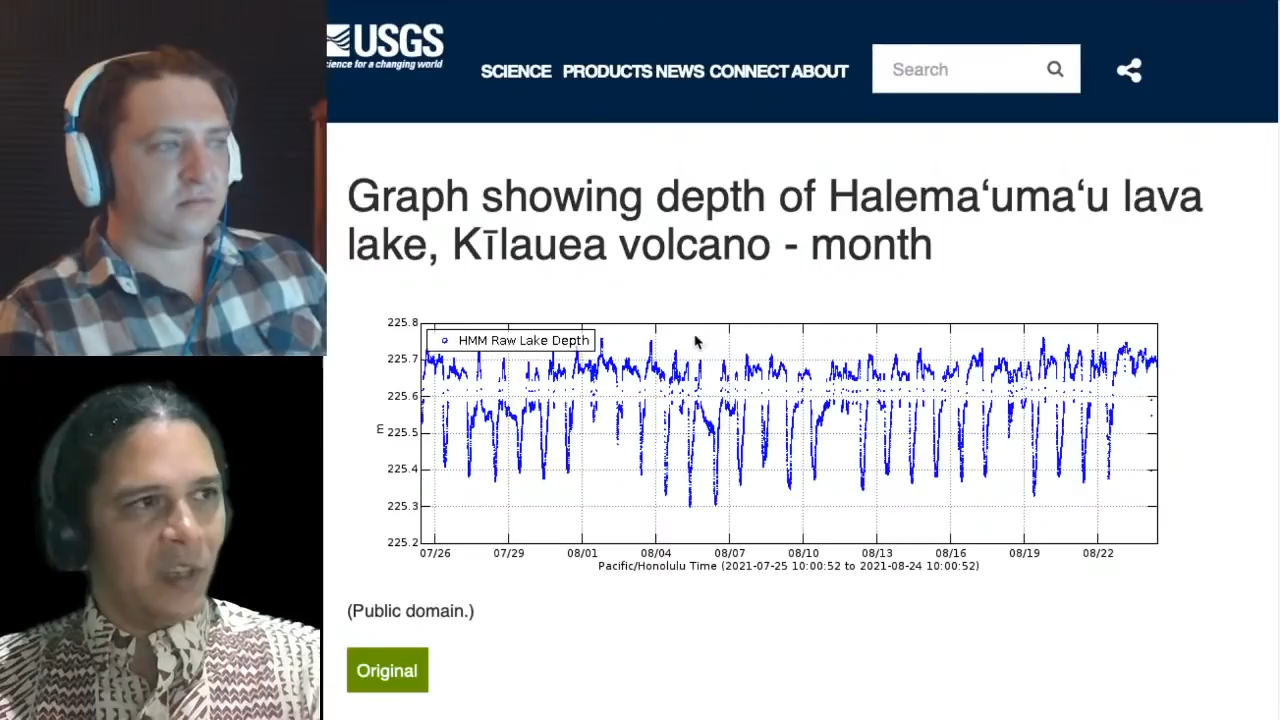 USGS
science for a changing world
SCIENCE PRODUCTS NEWS CONNECT ABOUT
Search
Graph showing depth of Halemaʻumaʻu lava
lake, Kīlauea volcano - month
HMM Raw Lake Depth
225.8
225.7
225.6
225.5
225.4
225.3
225.2
E
07/26 07/29 08/01 08/04 08/07 08/10 08/13 08/16 08/19 08/22
Pacific/Honolulu Time (2021-07-25 10:00:52 to 2021-08-24 10:00:52)
(Public domain.)
Original